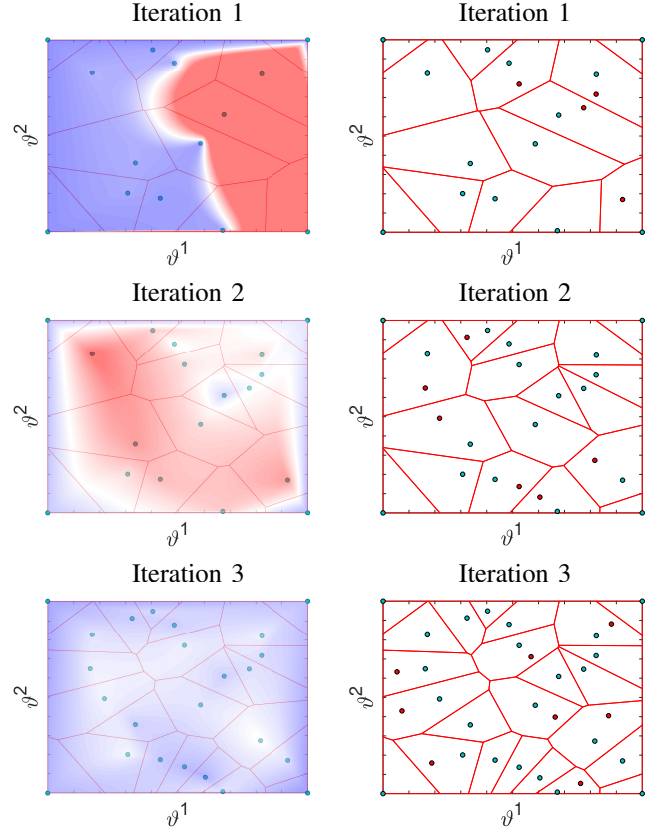 Iteration 1
Iteration 1
ϑ2
ϑ2
ϑ1
ϑ1
Iteration 2
Iteration 2
ϑ2
ϑ2
ϑ1
ϑ1
Iteration 3
Iteration 3
ϑ2
ϑ2
ϑ1
ϑ1